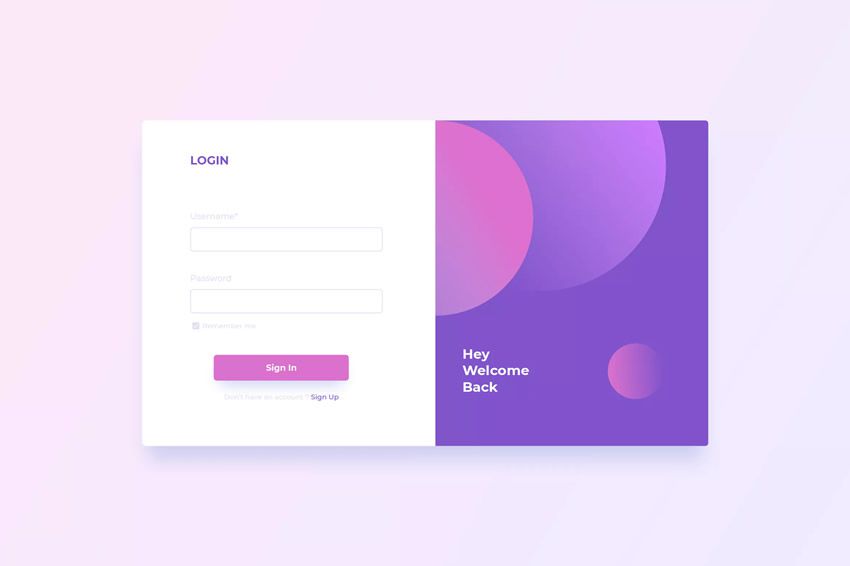 LOGIN
Username*
Password
Remember me
Sign In
Don't have an account ? Sign Up
Hey
Welcome
Back